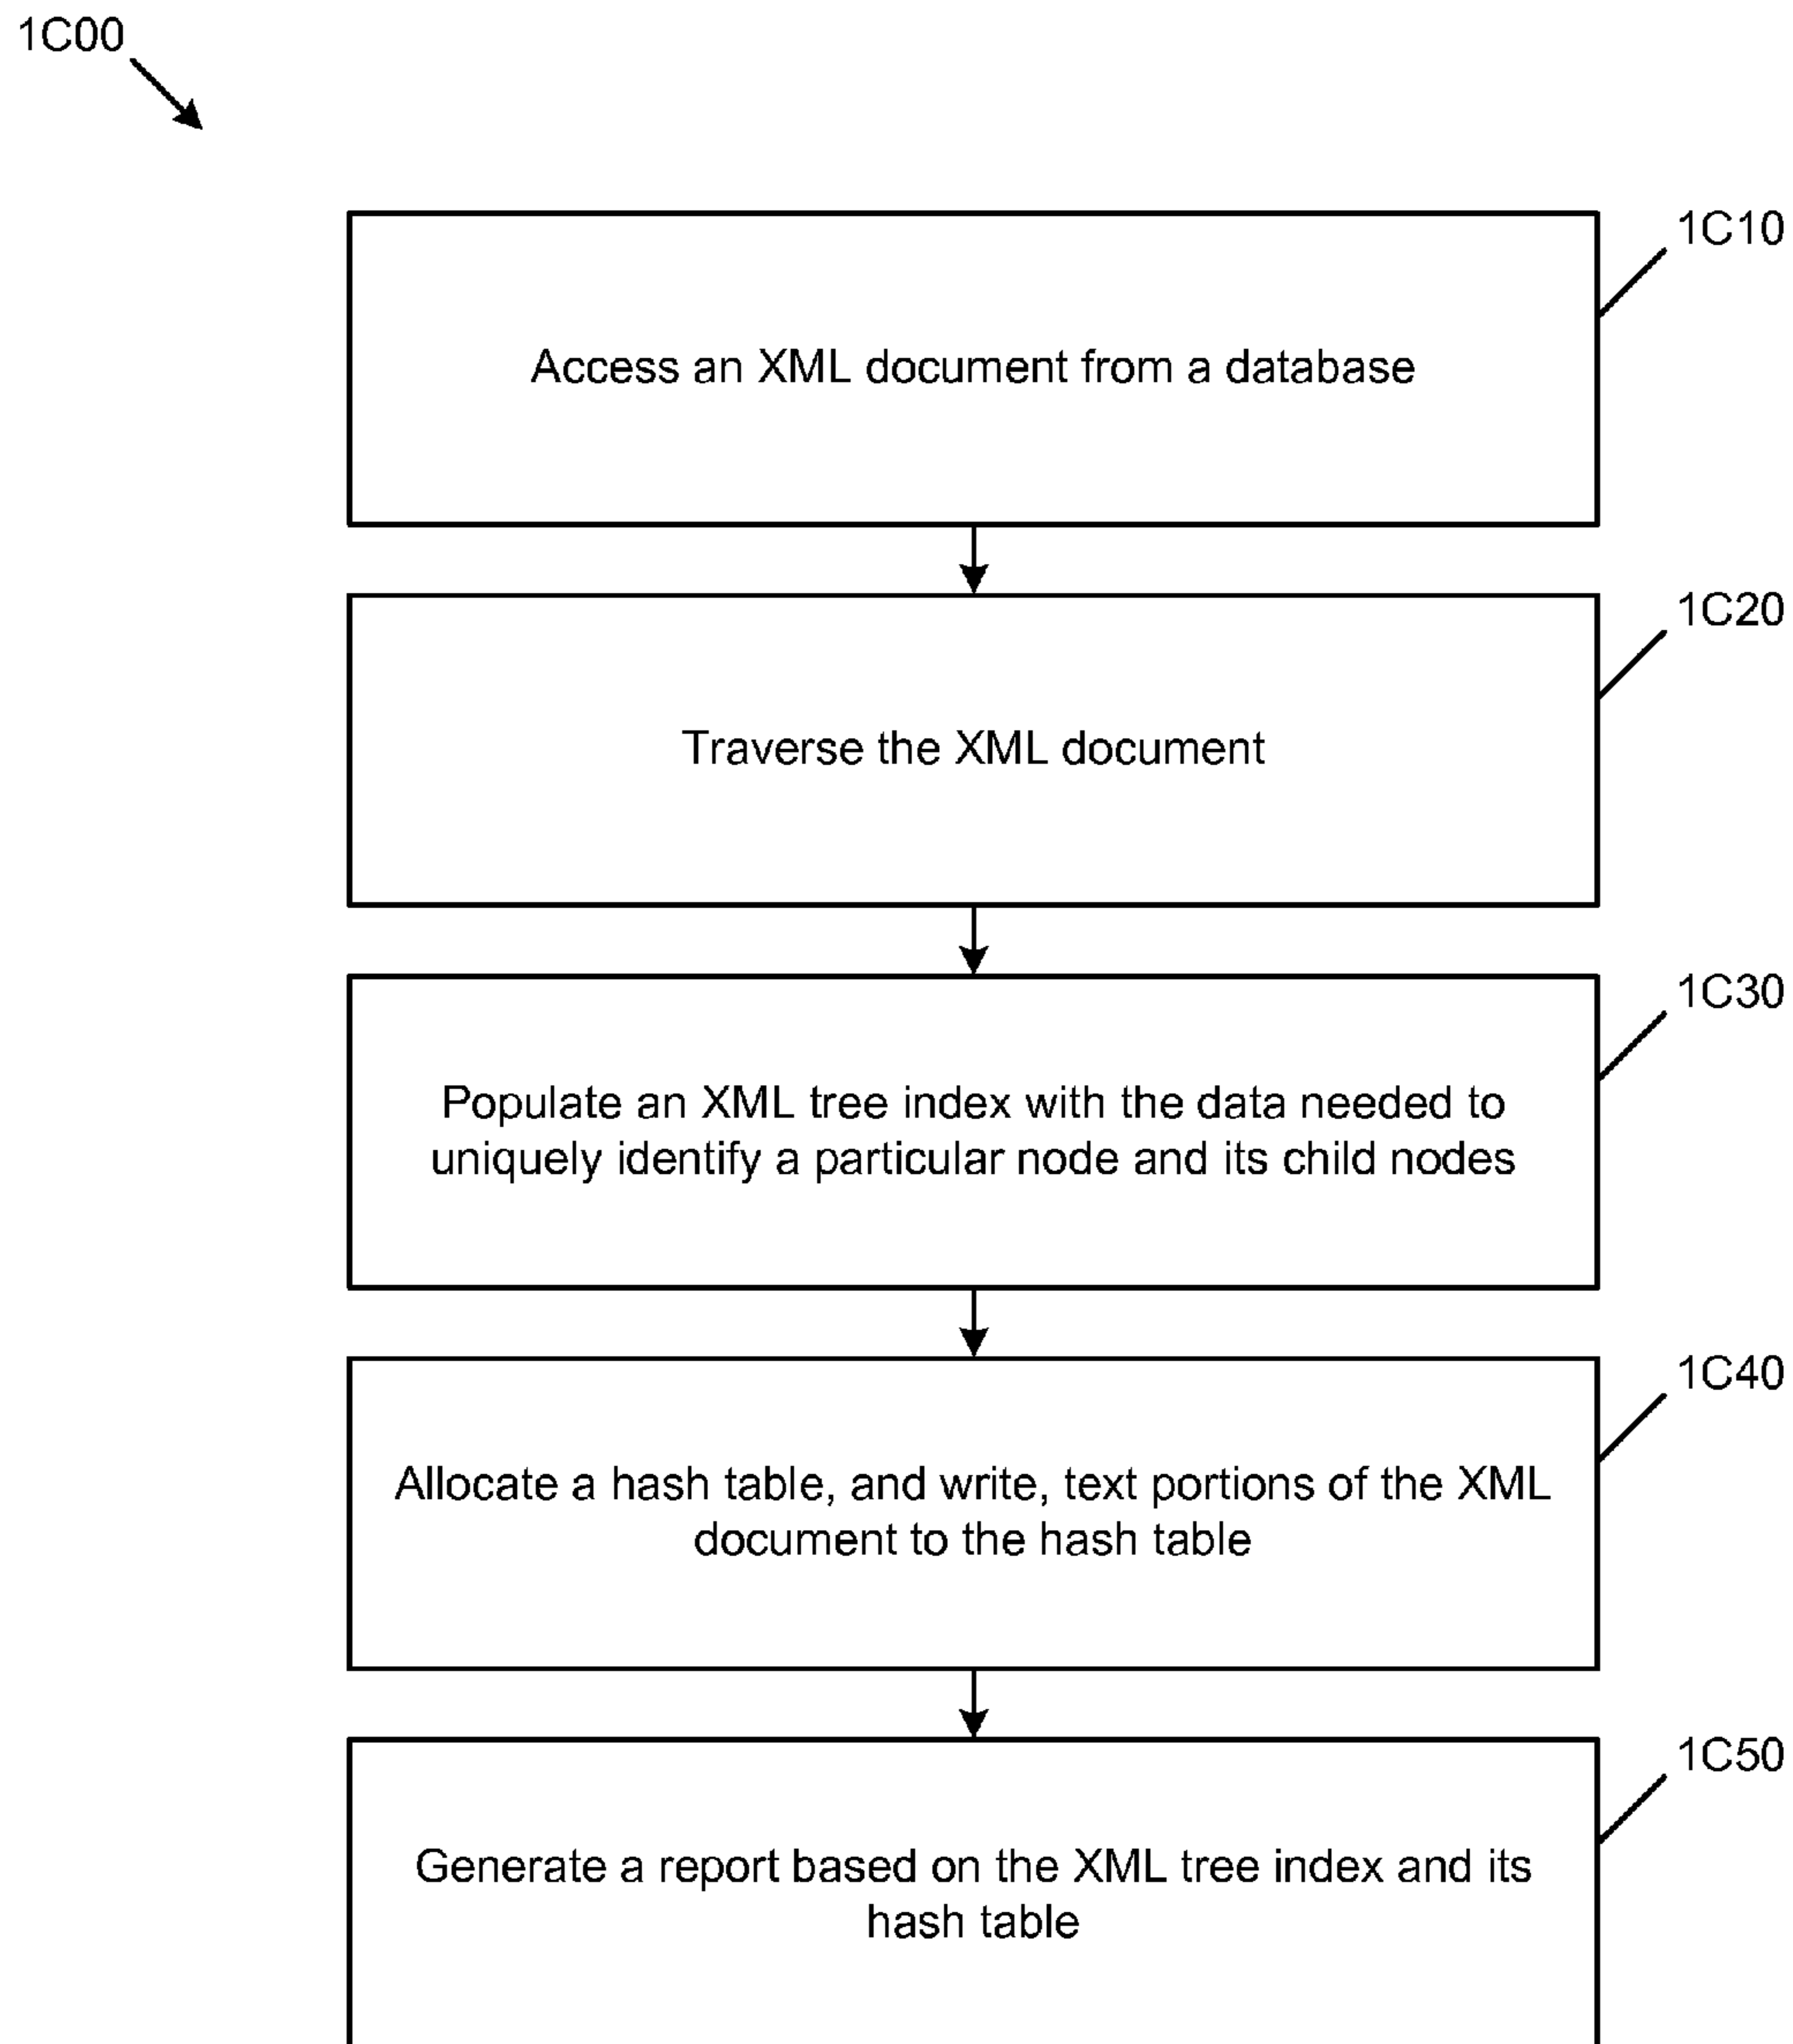 1C00
1C10
Access an XML document from a database
1C20
Traverse the XML document
1C30
Populate an XML tree index with the data needed to
uniquely identify a particular node and its child nodes
1C40
Allocate a hash table, and write, text portions of the XML
document to the hash table
1C50
Generate a report based on the XML tree index and its
hash table